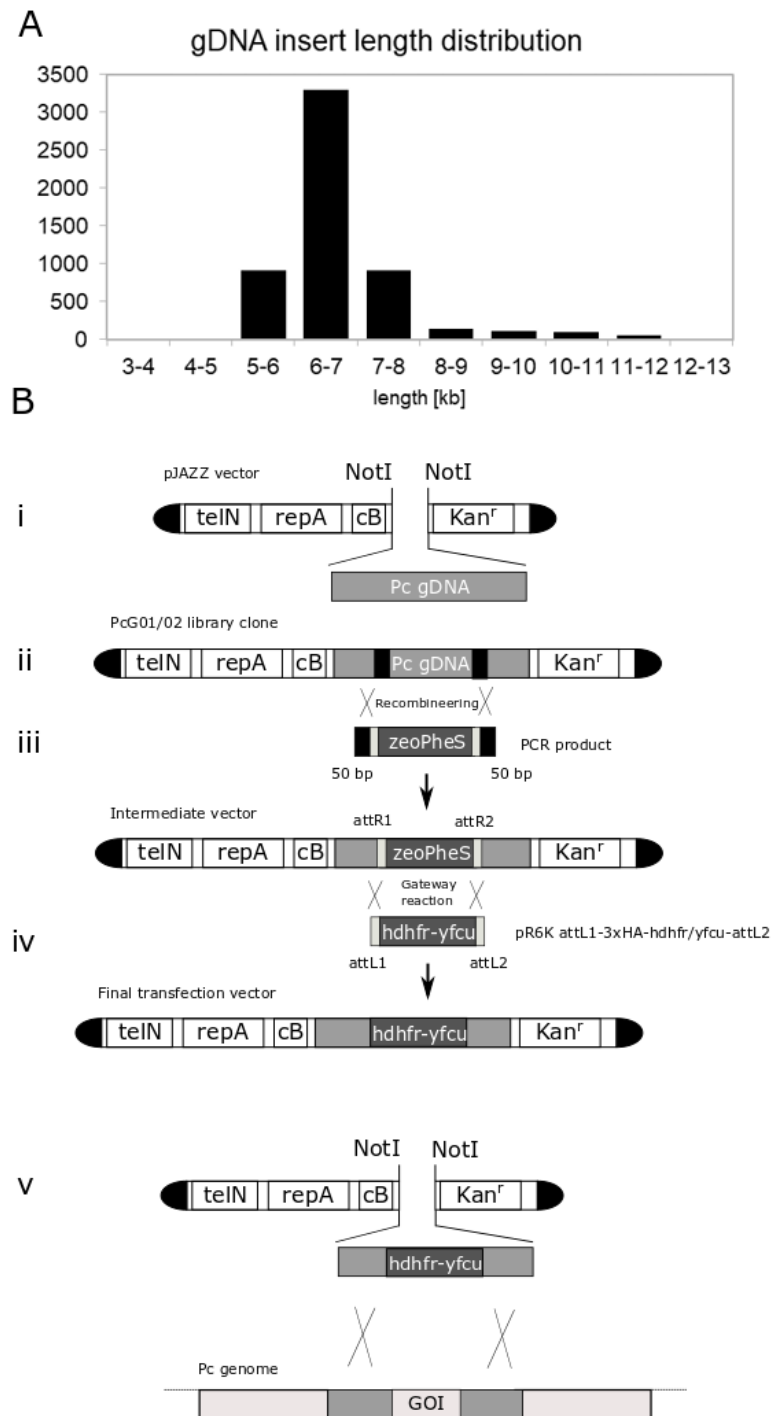 A
gDNA insert length distribution
3500
3000
2500
2000
1500
1000
500
0
3-4 4-5 5-6 6-7 7-8 8-9 9-10 10-11 11-12 12-13
length [kb]
B
pJAZZ vector
NotI NotI
i
telN repA cB Kanʳ
Pc gDNA
PcG01/02 library clone
ii
telN repA cB Pc gDNA Kanʳ
Recombineering
iii
zeoPheS
PCR product
50 bp 50 bp
Intermediate vector
attR1 attR2
telN repA cB zeoPheS Kanʳ
Gateway
reaction
iv
hdhfr-yfcu
pR6K attL1-3xHA-hdhfr/yfcu-attL2
attL1 attL2
Final transfection vector
telN repA cB hdhfr-yfcu Kanʳ
NotI NotI
v
telN repA cB Kanʳ
hdhfr-yfcu
Pc genome
GOI